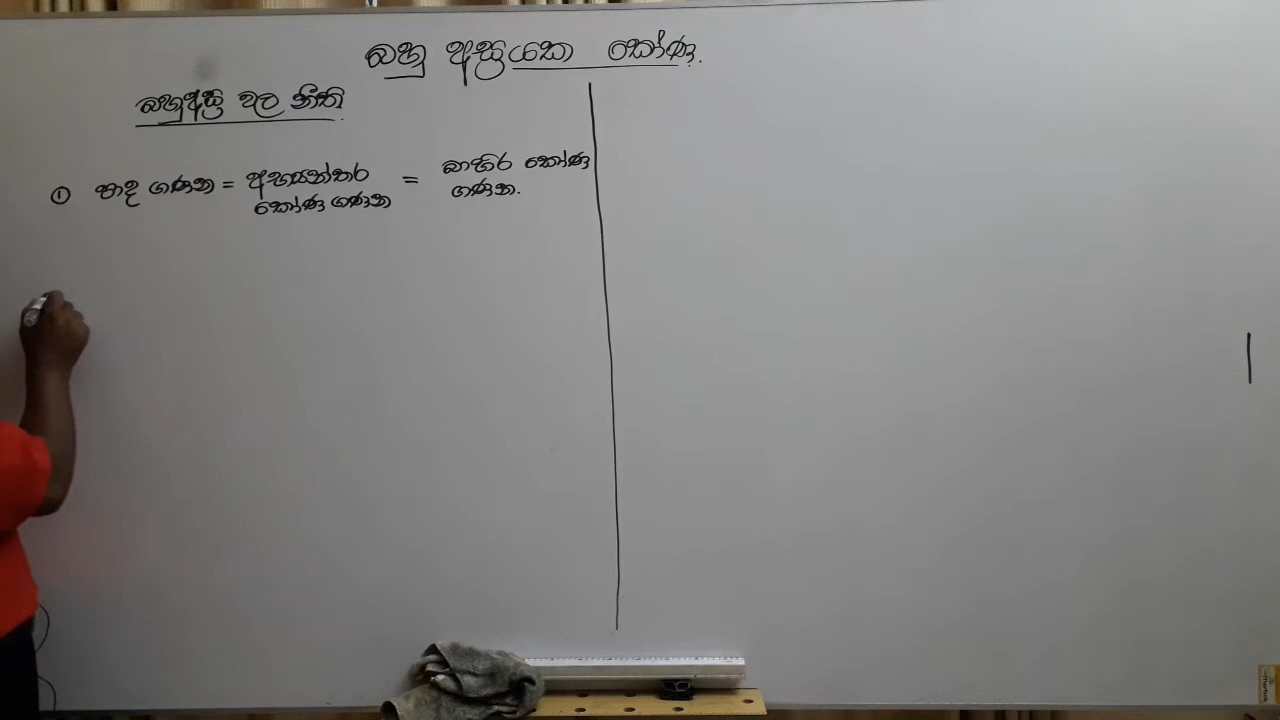 බහු අස්‍රයක කෝණ.
බහුඅස්‍ර වල නීති
① පාද ගණන = අභ්‍යන්තර කෝණ ගණන = බාහිර කෝණ ගණන.